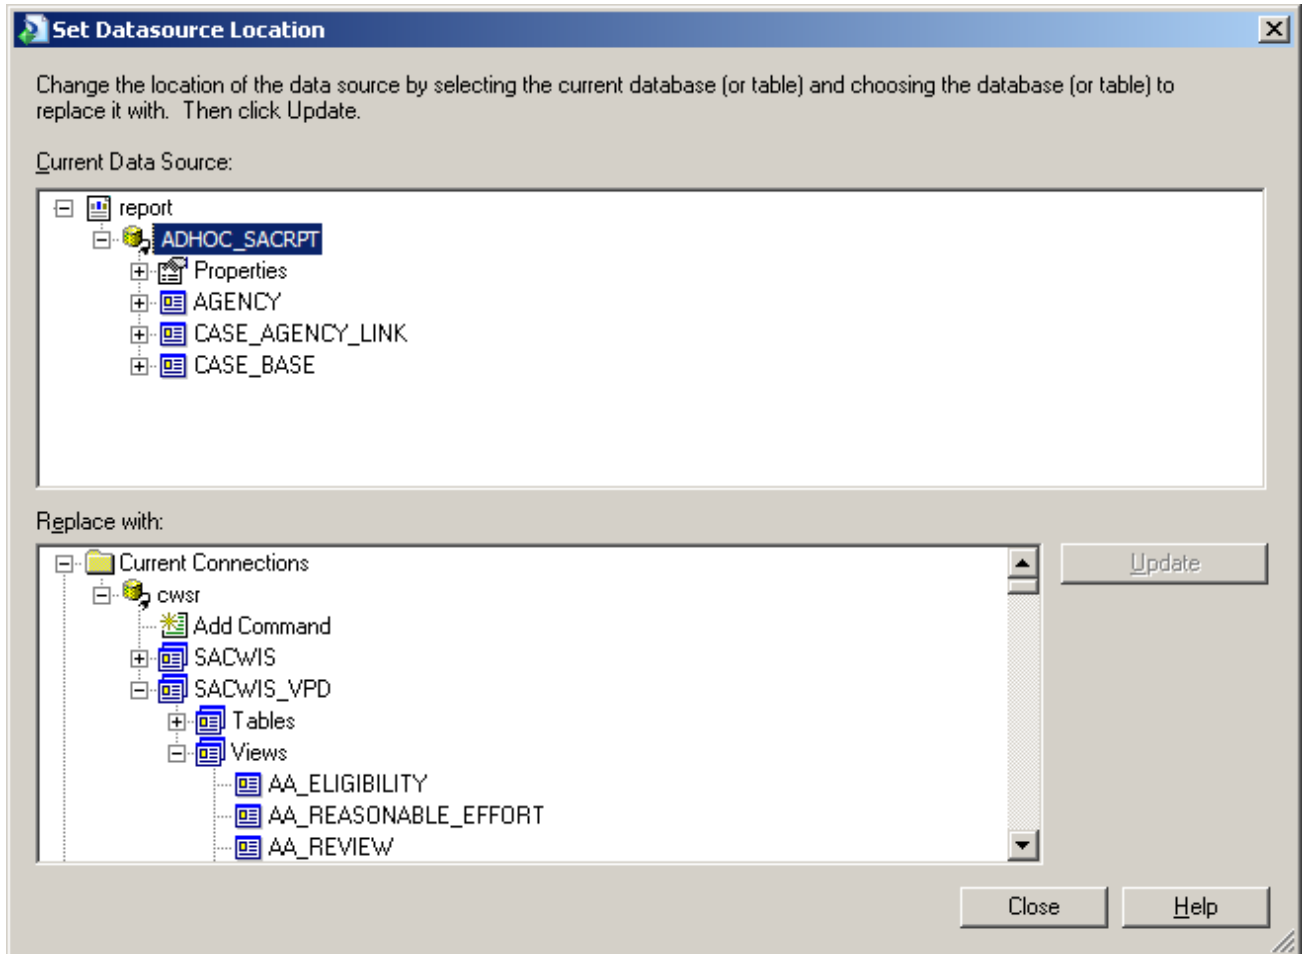 Set Datasource Location
Change the location of the data source by selecting the current database (or table) and choosing the database (or table) to
replace it with.  Then click Update.
Current Data Source:
report
ADHOC_SACRPT
Properties
AGENCY
CASE_AGENCY_LINK
CASE_BASE
Replace with:
Current Connections
Update
cwsr
Add Command
SACWIS
SACWIS_VPD
Tables
Views
AA_ELIGIBILITY
AA_REASONABLE_EFFORT
AA_REVIEW
Close
Help